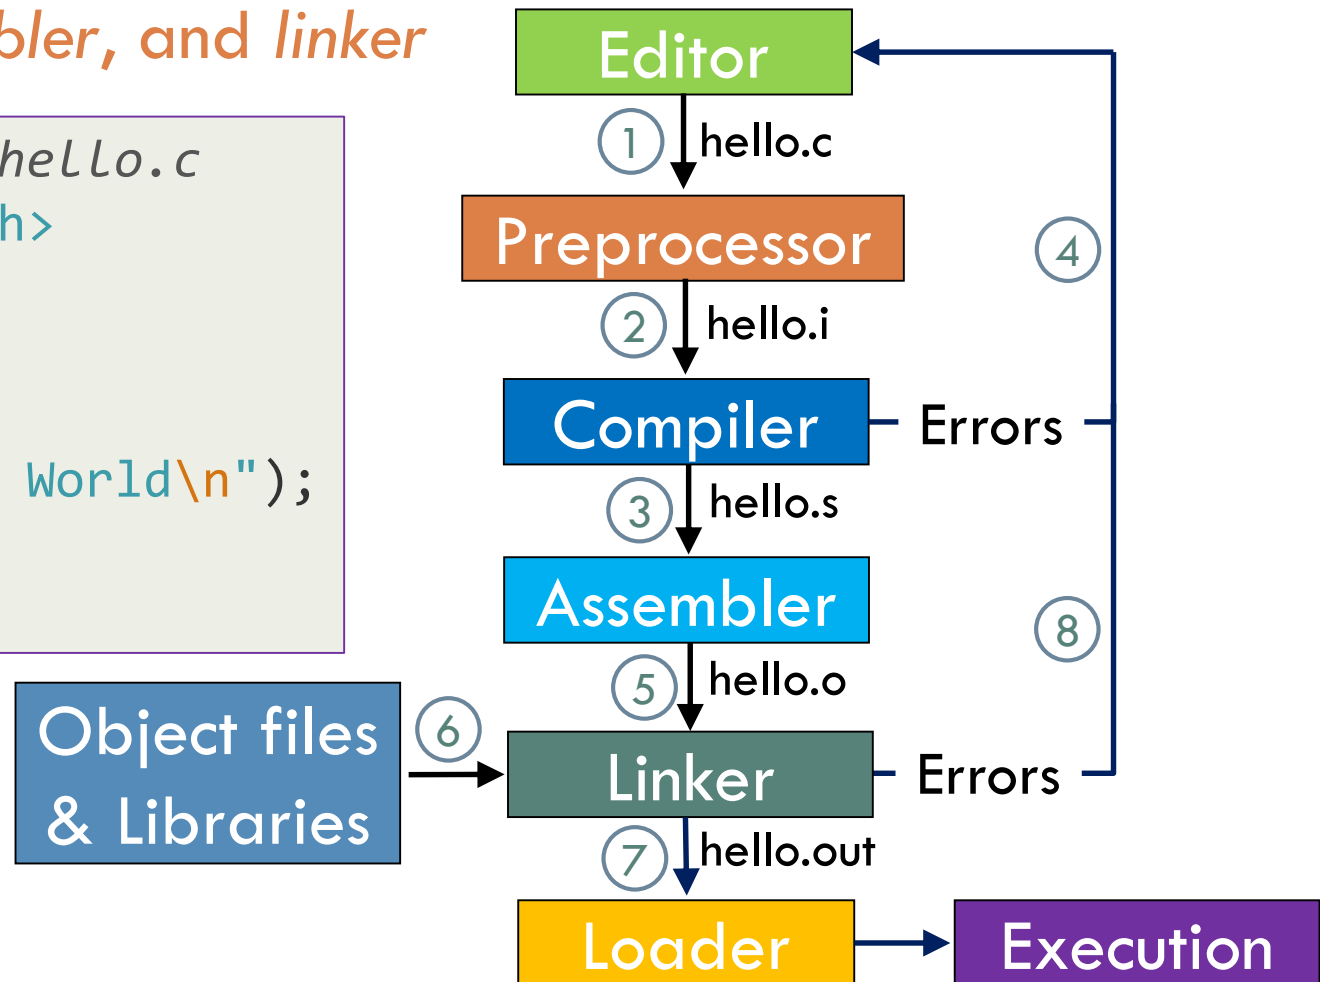 bler, and linker
hello.c
h>
World\n");
Editor
1 hello.c
Preprocessor
2 hello.i
4
Compiler Errors
3 hello.s
Assembler
8
5 hello.o
Object files
& Libraries
6
Linker Errors
7 hello.out
Loader Execution